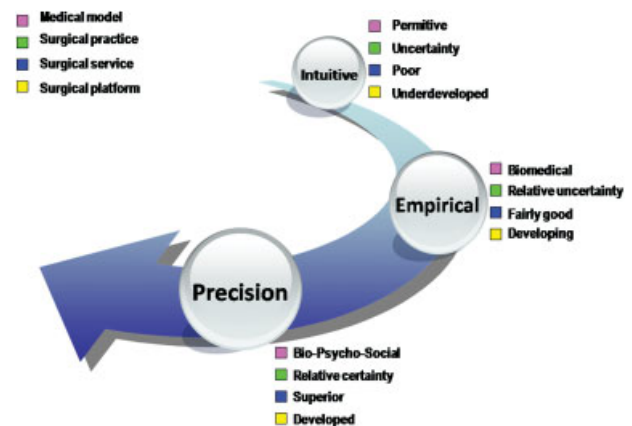 Medical model
Surgical practice
Surgical service
Surgical platform
Intuitive
Permitive
Uncertainty
Poor
Underdeveloped
Empirical
Biomedical
Relative uncertainty
Fairly good
Developing
Precision
Bio-Psycho-Social
Relative certainty
Superior
Developed